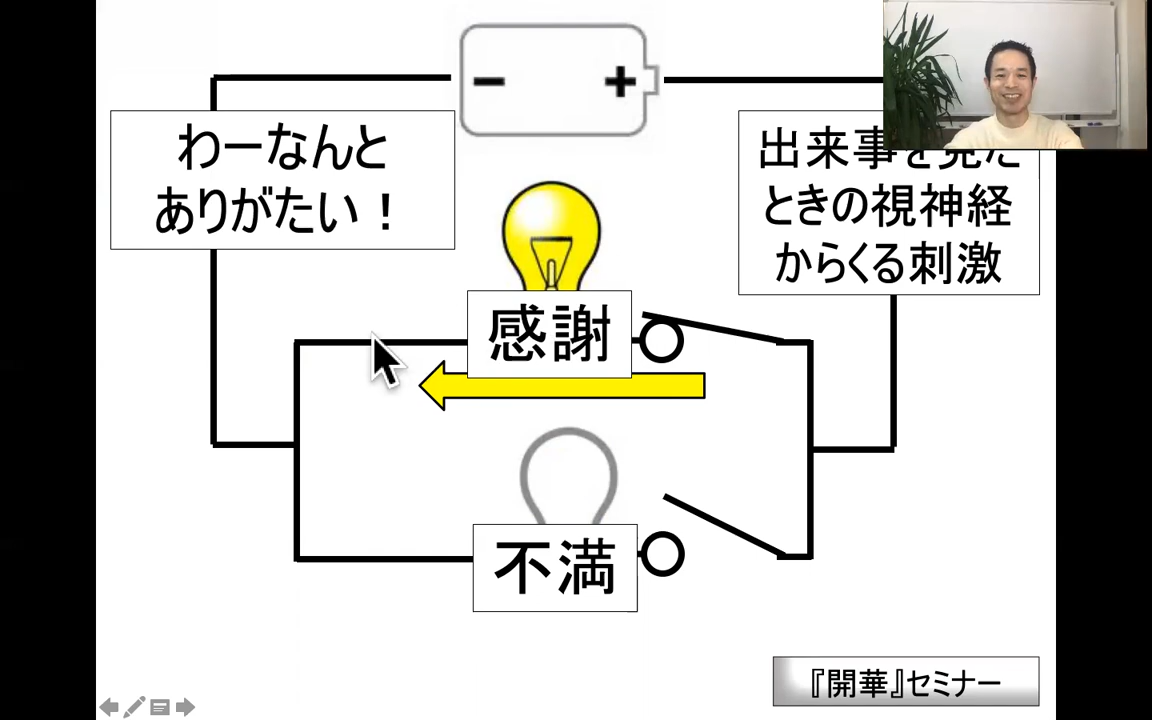 わーなんと
ありがたい！
出来事を見た
ときの視神経
からくる刺激
感謝
不満
『開華』セミナー